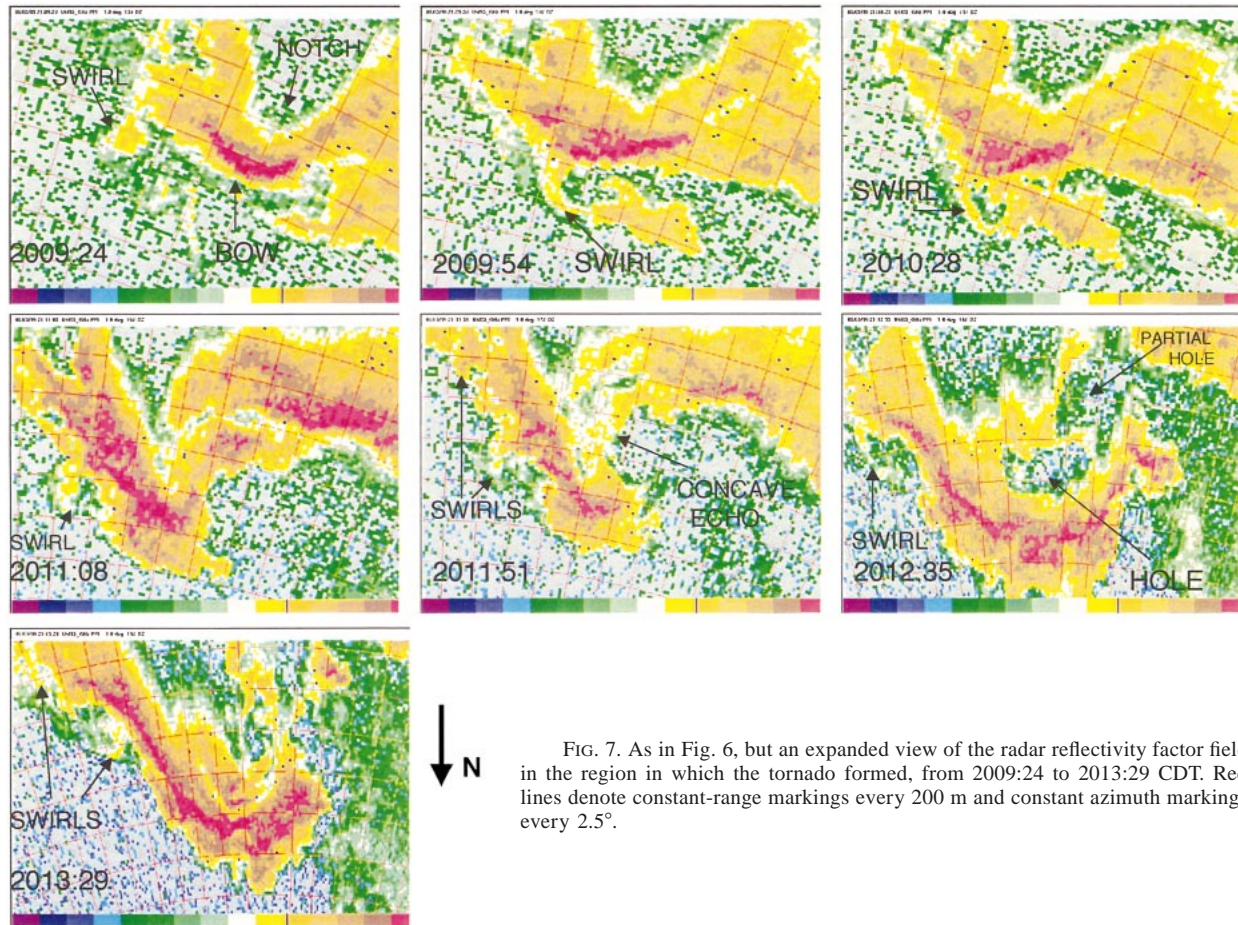 NOTCH
SWIRL
BOW
2009:24
SWIRL
2009:54
SWIRL
2010:28
SWIRL
2011:08
SWIRLS
CONCAVE
ECHO
2011:51
PARTIAL
HOLE
SWIRL
HOLE
2012:35
SWIRLS
2013:29
N
FIG. 7. As in Fig. 6, but an expanded view of the radar reflectivity factor fiel
in the region in which the tornado formed, from 2009:24 to 2013:29 CDT. Re
lines denote constant-range markings every 200 m and constant azimuth marking
every 2.5°.